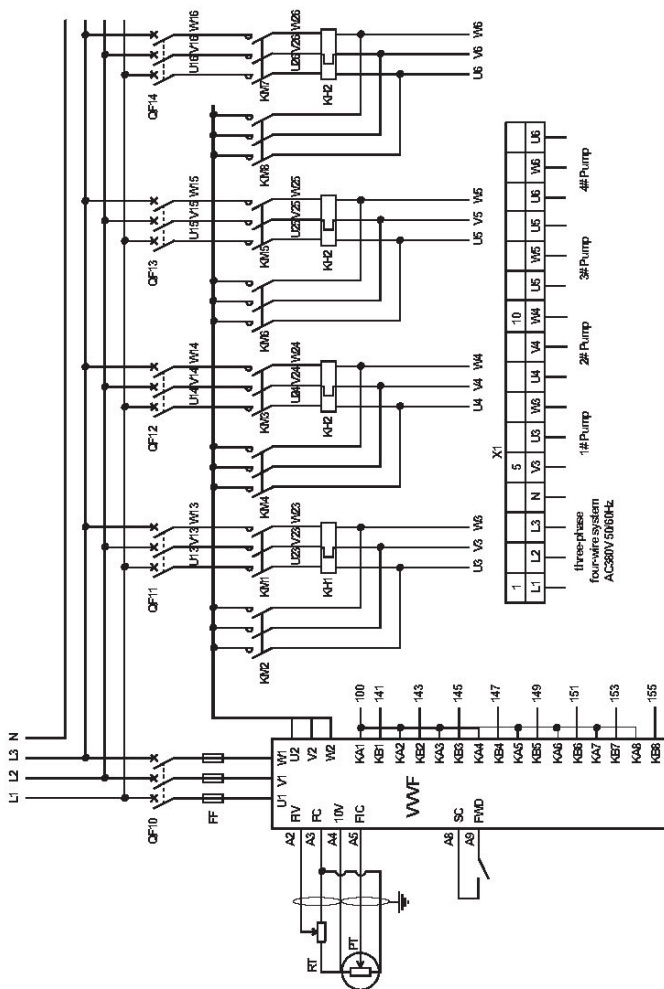 L1
L2
L3
N
QF10
FF
U1
V1
W1
QF11
U13 V13 W13
KM2
KM1
U23 V23 W23
KH1
U3
V3
W3
QF12
U14 V14 W14
KM4
KM3
U24 V24 W24
KH2
U4
V4
W4
QF13
U15 V15 W15
KM6
KM5
U25 V25 W25
KH2
U5
V5
W5
QF14
U16 V16 W16
KM8
KM7
U26 V26 W26
KH2
U6
V6
W6
VVVF
A2 FIV
A3 FC
A4 10V
A5 FIC
A8 SC
A9 FWD
RT
PT
U2
V2
W2
KA1 100
KB1 141
KA2
KB2 143
KA3
KB3 145
KA4
KB4 147
KA5
KB5 149
KA6
KB6 151
KA7
KB7 153
KA8
KB8 155
X1
1 5 10
L1 L2 L3 N V3 U3 W3 U4 V4 W4 U5 W5 U5 U6 W6 U6
three-phase
four-wire system
AC380V 50/60Hz
1# Pump
2# Pump
3# Pump
4# Pump